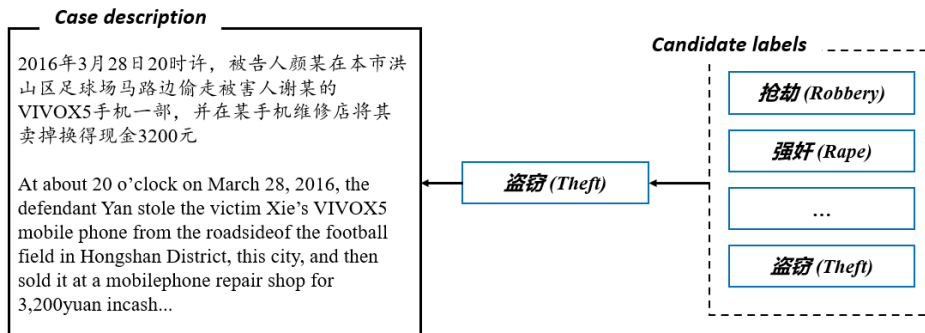 Case description
2016年3月28日20时许，被告人颜某在本市洪
山区足球场马路边偷走被害人谢某的
VIVOX5手机一部，并在某手机维修店将其
卖掉换得现金3200元
At about 20 o’clock on March 28, 2016, the
defendant Yan stole the victim Xie’s VIVOX5
mobile phone from the roadsideof the football
field in Hongshan District, this city, and then
sold it at a mobilephone repair shop for
3,200yuan incash...
盗窃 (Theft)
Candidate labels
抢劫 (Robbery)
强奸 (Rape)
...
盗窃 (Theft)